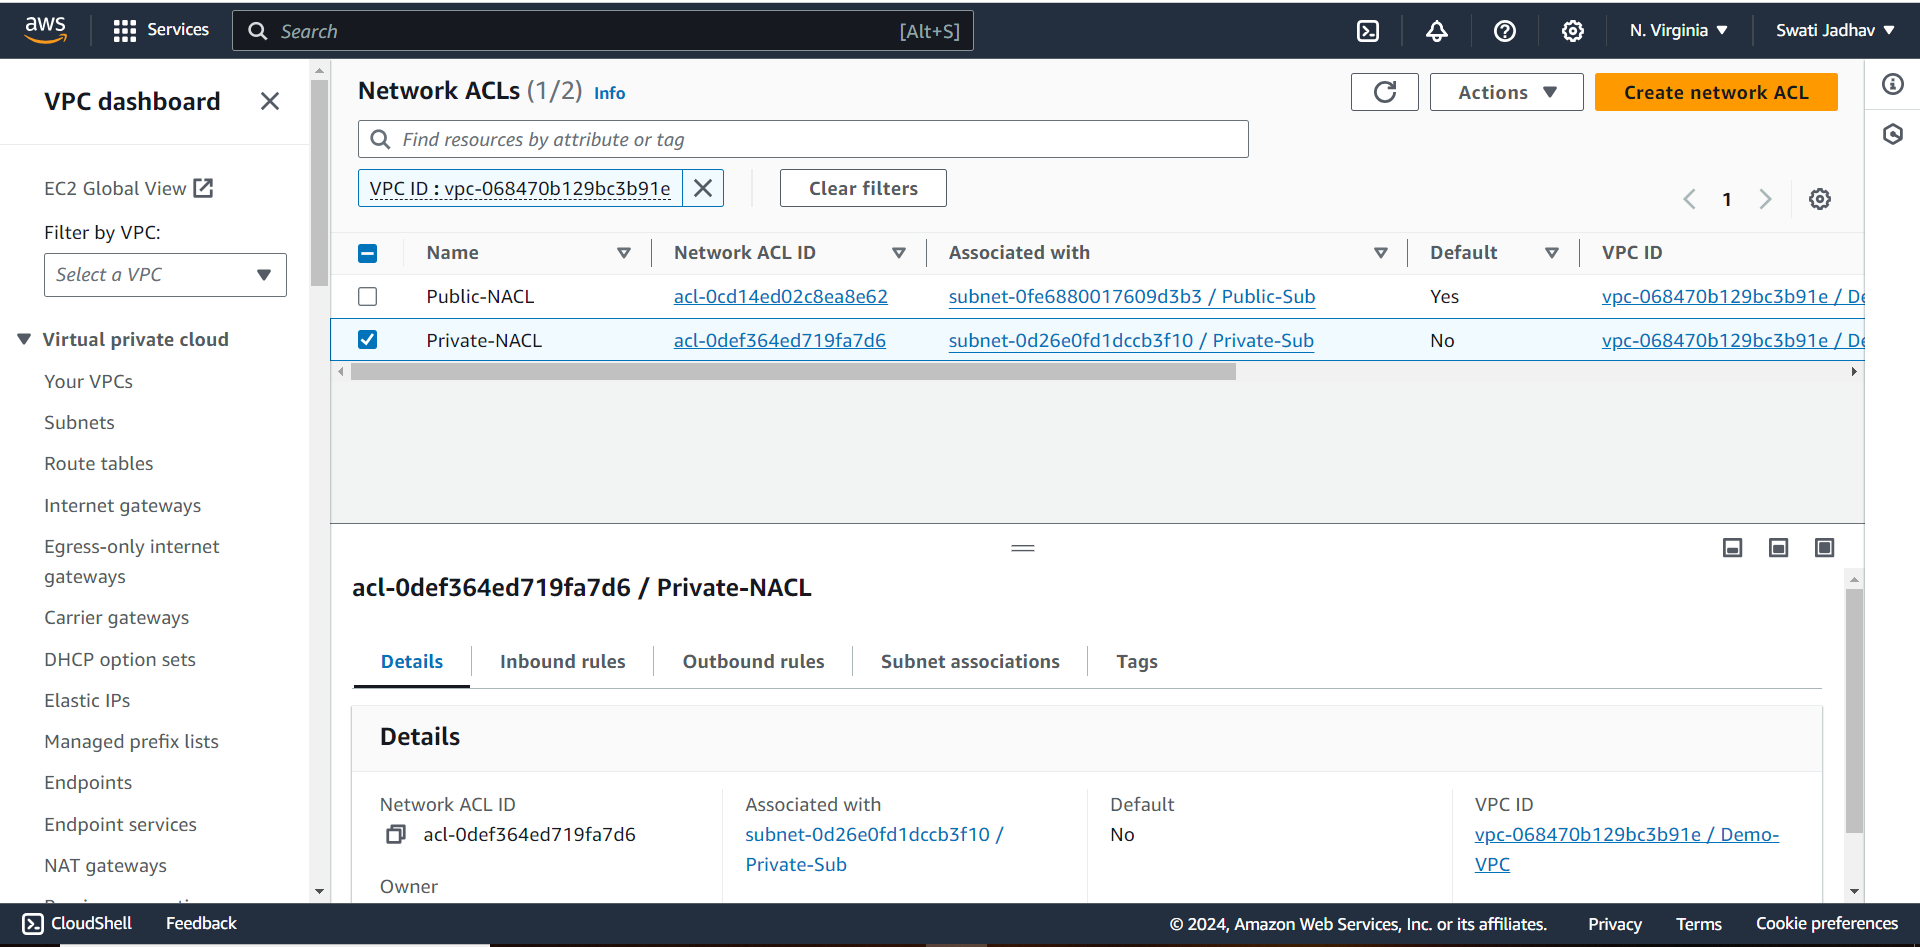 aws
Services
Search
[Alt+S]
N. Virginia
Swati Jadhav
VPC dashboard
EC2 Global View
Filter by VPC:
Select a VPC
Virtual private cloud
Your VPCs
Subnets
Route tables
Internet gateways
Egress-only internet
gateways
Carrier gateways
DHCP option sets
Elastic IPs
Managed prefix lists
Endpoints
Endpoint services
NAT gateways
Network ACLs (1/2) Info
Actions
Create network ACL
Find resources by attribute or tag
VPC ID : vpc-068470b129bc3b91e
Clear filters
1
Name Network ACL ID Associated with Default VPC ID
Public-NACL acl-0cd14ed02c8ea8e62 subnet-0fe6880017609d3b3 / Public-Sub Yes vpc-068470b129bc3b91e / De
Private-NACL acl-0def364ed719fa7d6 subnet-0d26e0fd1dccb3f10 / Private-Sub No vpc-068470b129bc3b91e / De
acl-0def364ed719fa7d6 / Private-NACL
Details Inbound rules Outbound rules Subnet associations Tags
Details
Network ACL ID
acl-0def364ed719fa7d6
Associated with
subnet-0d26e0fd1dccb3f10 /
Private-Sub
Default
No
VPC ID
vpc-068470b129bc3b91e / Demo-
VPC
Owner
CloudShell
Feedback
© 2024, Amazon Web Services, Inc. or its affiliates.
Privacy
Terms
Cookie preferences